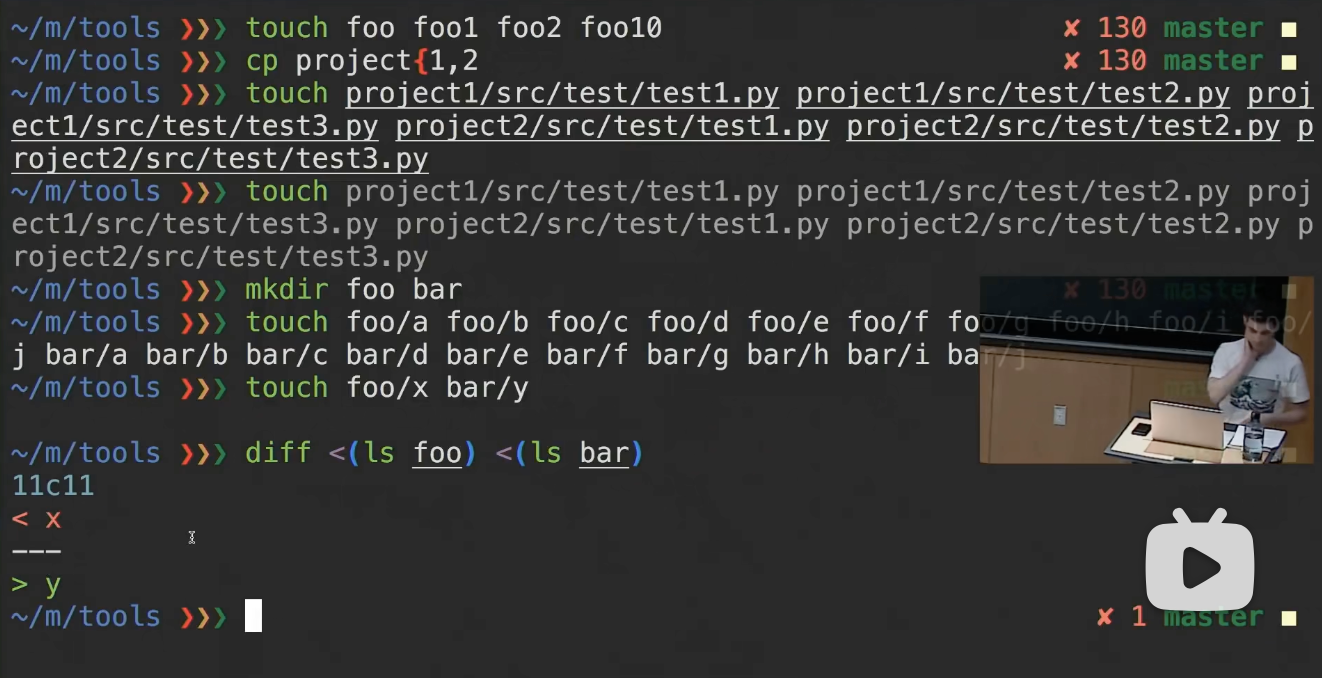 ~/m/tools ❯❯❯ touch foo foo1 foo2 foo10 ✘ 130 master ■
~/m/tools ❯❯❯ cp project{1,2 ✘ 130 master ■
~/m/tools ❯❯❯ touch project1/src/test/test1.py project1/src/test/test2.py proj
ect1/src/test/test3.py project2/src/test/test1.py project2/src/test/test2.py p
roject2/src/test/test3.py
~/m/tools ❯❯❯ touch project1/src/test/test1.py project1/src/test/test2.py proj
ect1/src/test/test3.py project2/src/test/test1.py project2/src/test/test2.py p
roject2/src/test/test3.py
~/m/tools ❯❯❯ mkdir foo bar ✘ 130 master ■
~/m/tools ❯❯❯ touch foo/a foo/b foo/c foo/d foo/e foo/f foo/g foo/h foo/i foo/
j bar/a bar/b bar/c bar/d bar/e bar/f bar/g bar/h bar/i bar/j
~/m/tools ❯❯❯ touch foo/x bar/y
~/m/tools ❯❯❯ diff <(ls foo) <(ls bar)
11c11
< x
---
> y
~/m/tools ❯❯❯ ✘ 1 master ■